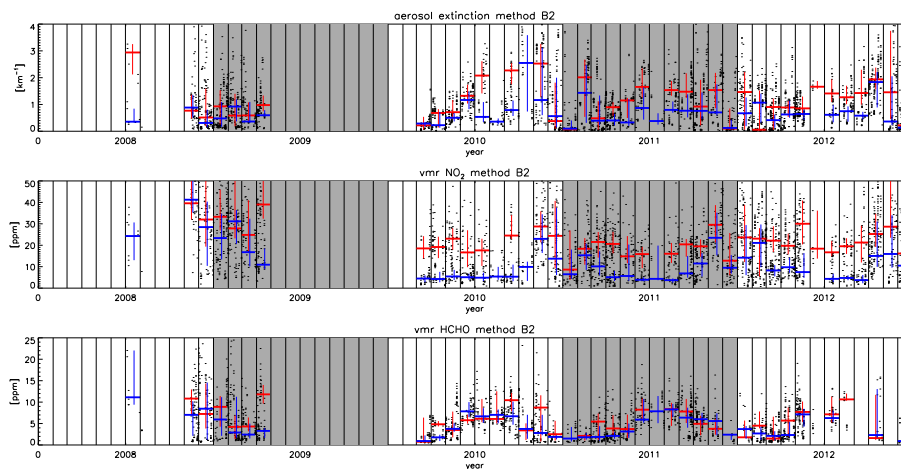 aerosol extinction method B2
4
3
2
1
0
[km⁻¹]
0 2008 2009 2010 2011 2012
year
vmr NO₂ method B2
50
40
30
20
10
0
[ppm]
0 2008 2009 2010 2011 2012
year
vmr HCHO method B2
25
20
15
10
5
0
[ppm]
0 2008 2009 2010 2011 2012
year